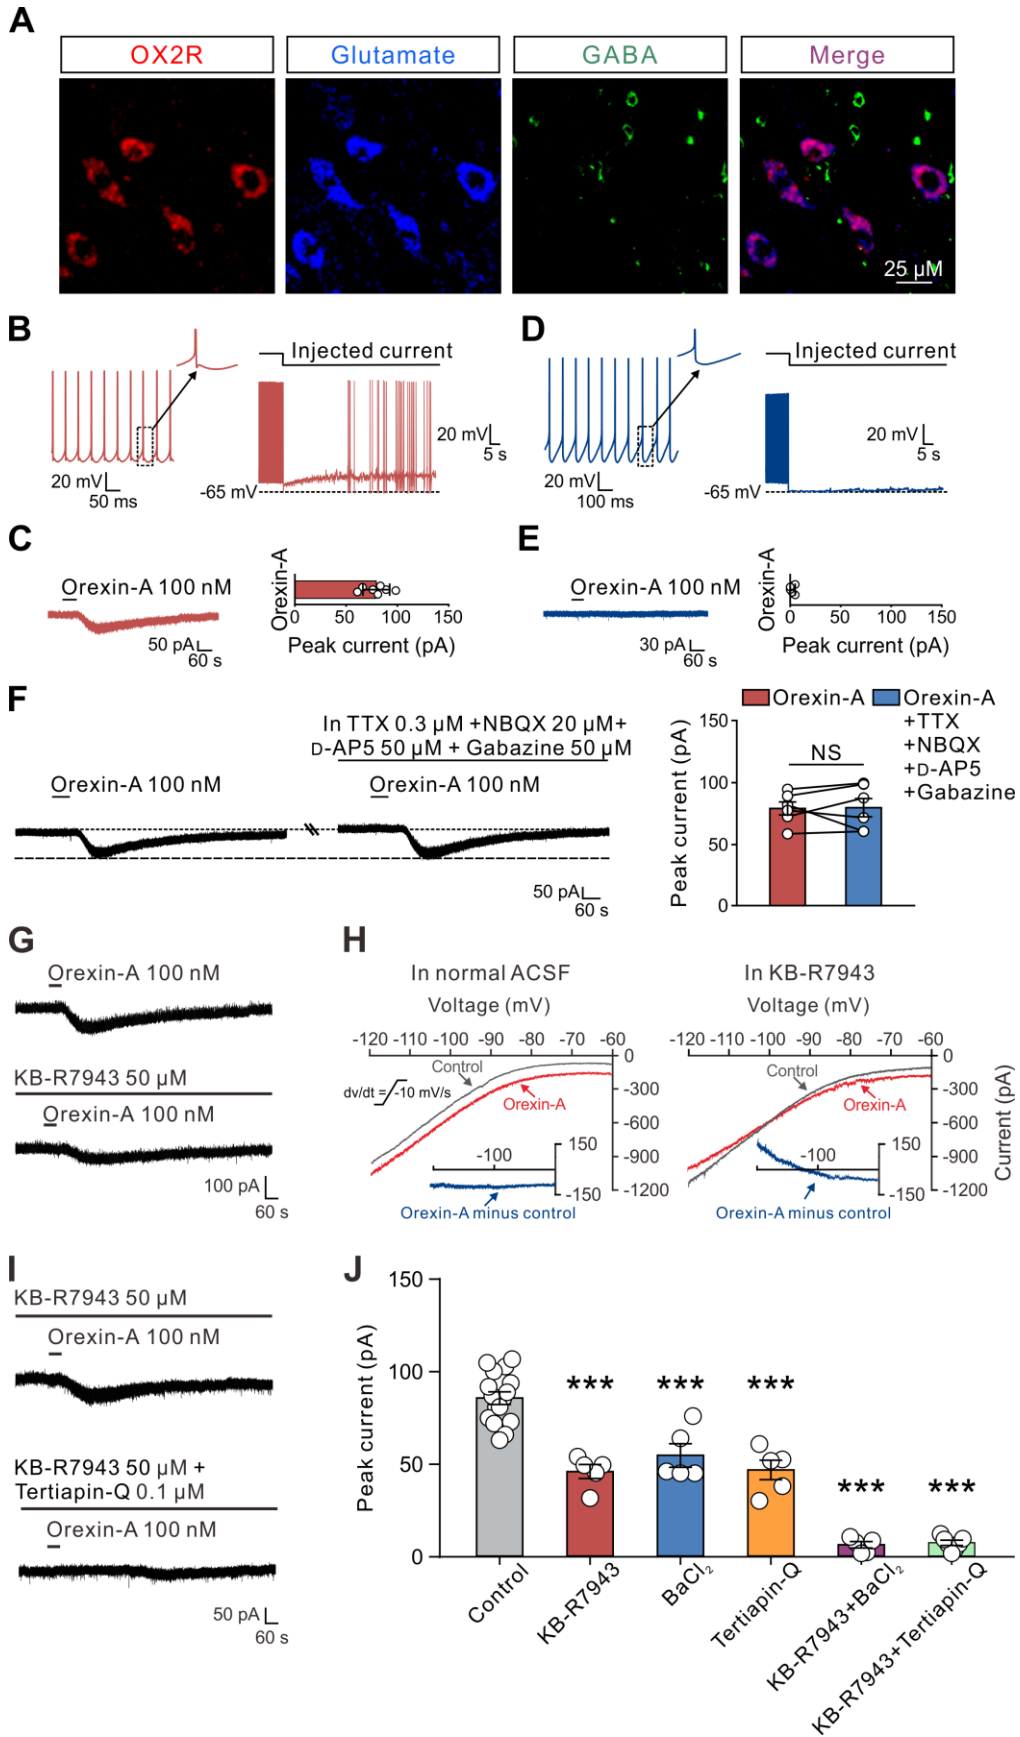 A
OX2R
Glutamate
GABA
Merge
25 μM
B
Injected current
20 mV
50 ms
-65 mV
20 mV
5 s
D
Injected current
20 mV
100 ms
-65 mV
20 mV
5 s
C
Orexin-A 100 nM
50 pA
60 s
Orexin-A
0 50 100 150
Peak current (pA)
E
Orexin-A 100 nM
30 pA
60 s
Orexin-A
0 50 100 150
Peak current (pA)
F
In TTX 0.3 μM +NBQX 20 μM+
D-AP5 50 μM + Gabazine 50 μM
Orexin-A 100 nM
Orexin-A 100 nM
50 pA
60 s
Orexin-A
Orexin-A
+TTX
+NBQX
+D-AP5
+Gabazine
Peak current (pA)
150
100
50
0
NS
G
Orexin-A 100 nM
KB-R7943 50 μM
Orexin-A 100 nM
100 pA
60 s
H
In normal ACSF
Voltage (mV)
-120 -110 -100 -90 -80 -70 -60
Control
dv/dt = -10 mV/s
Orexin-A
-100
150
-150
Orexin-A minus control
0
-300
-600
-900
-1200
In KB-R7943
Voltage (mV)
-120 -110 -100 -90 -80 -70 -60
Control
Orexin-A
-100
150
-150
Orexin-A minus control
0
-300
-600
-900
-1200
Current (pA)
I
KB-R7943 50 μM
Orexin-A 100 nM
KB-R7943 50 μM +
Tertiapin-Q 0.1 μM
Orexin-A 100 nM
50 pA
60 s
J
Peak current (pA)
150
100
50
0
*** *** *** *** ***
Control
KB-R7943
BaCl₂
Tertiapin-Q
KB-R7943+BaCl₂
KB-R7943+Tertiapin-Q